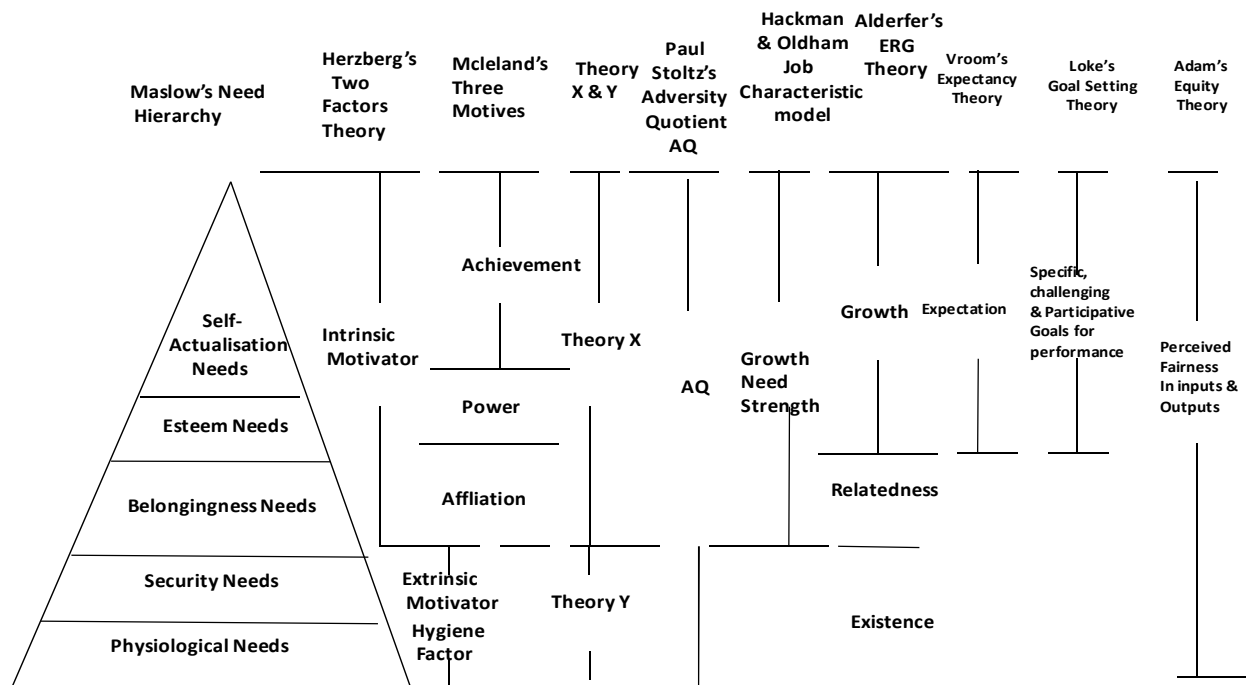 Maslow’s Need
Hierarchy
Herzberg’s
Two
Factors
Theory
Mcleland’s
Three
Motives
Theory
X & Y
Paul
Stoltz’s
Adversity
Quotient
AQ
Hackman
& Oldham
Job
Characteristic
model
Alderfer’s
ERG
Theory
Vroom’s
Expectancy
Theory
Loke’s
Goal Setting
Theory
Adam’s
Equity
Theory
Self-
Actualisation
Needs
Esteem Needs
Belongingness Needs
Security Needs
Physiological Needs
Intrinsic
Motivator
Extrinsic
Motivator
Hygiene
Factor
Achievement
Power
Affliation
Theory X
Theory Y
AQ
Growth
Need
Strength
Growth
Relatedness
Existence
Expectation
Specific,
challenging
& Participative
Goals for
performance
Perceived
Fairness
In inputs &
Outputs